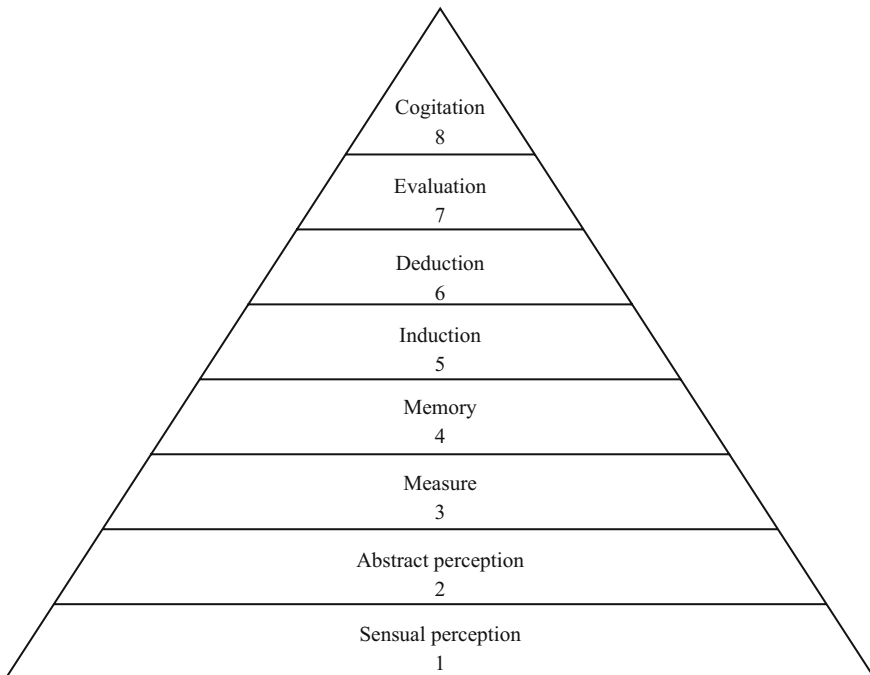 Cogitation
8
Evaluation
7
Deduction
6
Induction
5
Memory
4
Measure
3
Abstract perception
2
Sensual perception
1